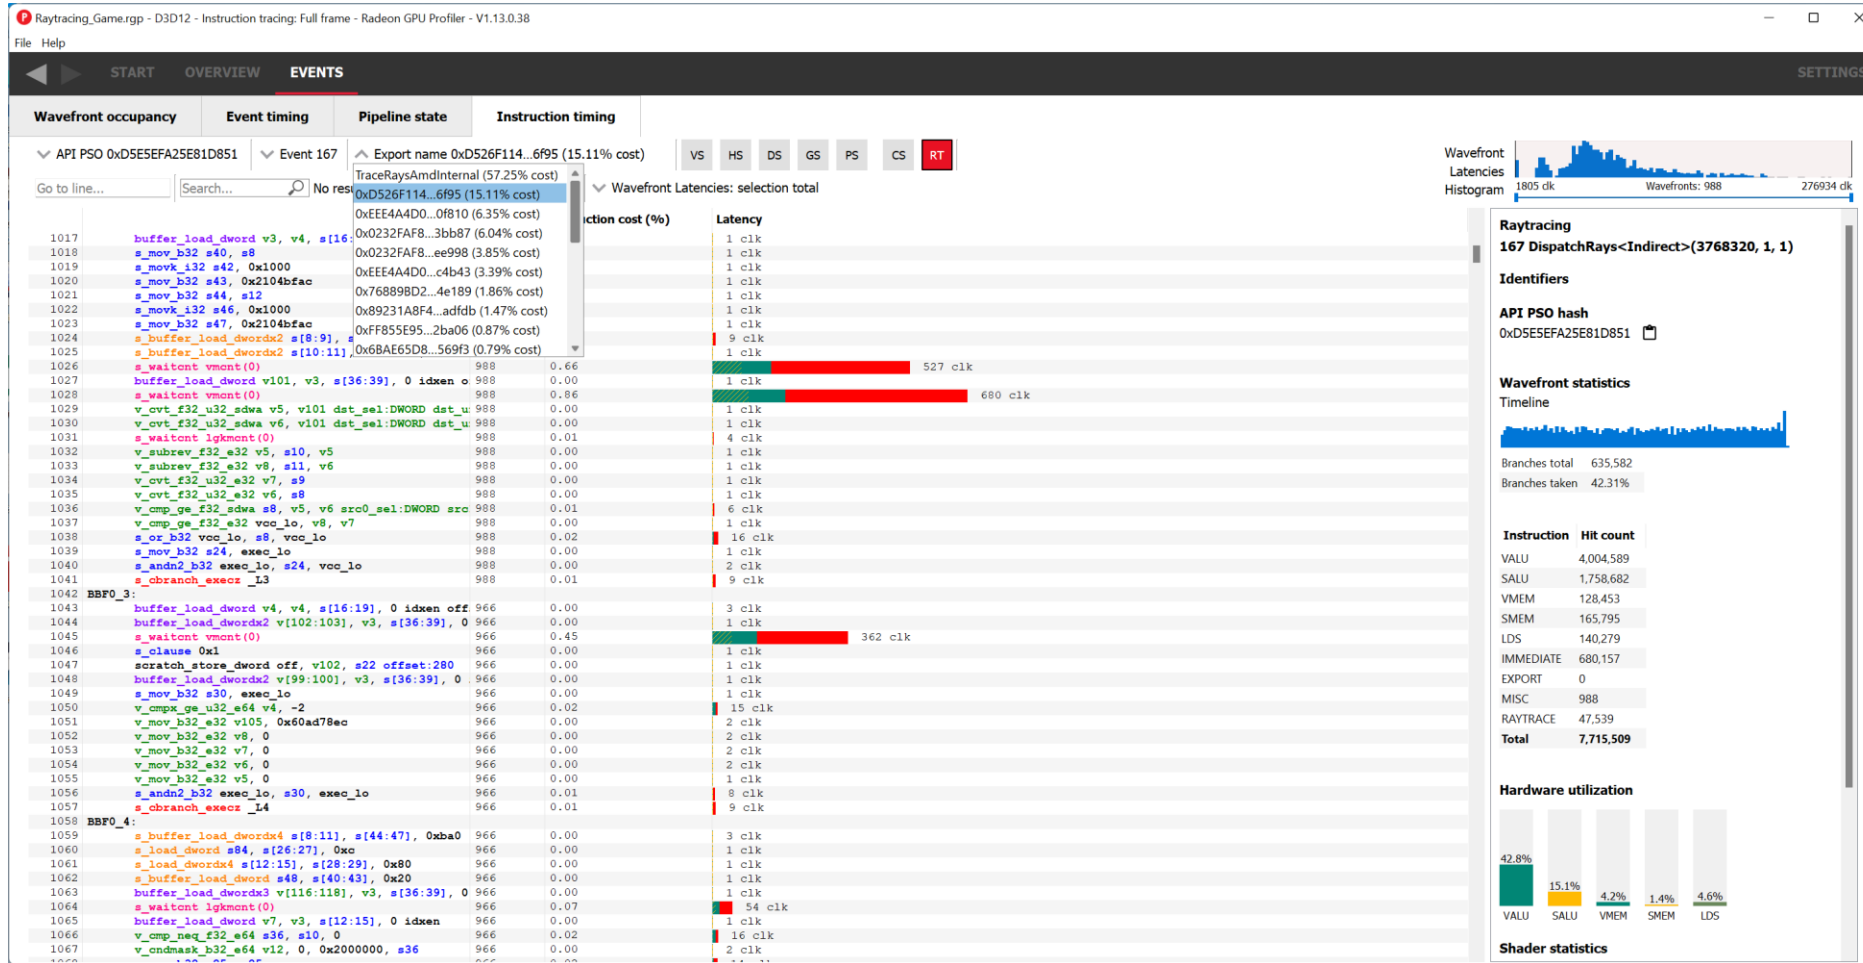 Raytracing_Game.rgp - D3D12 - Instruction tracing: Full frame - Radeon GPU Profiler - V1.13.0.38
File Help
START OVERVIEW EVENTS SETTINGS
Wavefront occupancy Event timing Pipeline state Instruction timing
API PSO 0xD5E5EFA25E81D851 Event 167 Export name 0xD526F114...6f95 (15.11% cost) VS HS DS GS PS CS RT
Go to line... Search... No resu Wavefront Latencies: selection total
TraceRaysAmdInternal (57.25% cost)
0xD526F114...6f95 (15.11% cost)
0xEEE4A4D0...0f810 (6.35% cost)
0x0232FAF8...3bb87 (6.04% cost)
0x0232FAF8...ee998 (3.85% cost)
0xEEE4A4D0...c4b43 (3.39% cost)
0x76889BD2...4e189 (1.86% cost)
0x89231A8F4...adfdb (1.47% cost)
0xFF855E95...2ba06 (0.87% cost)
0x6BAE65D8...569f3 (0.79% cost)
Wavefront
Latencies
Histogram
1805 clk Wavefronts: 988 276934 clk
ction cost (%) Latency
1017 buffer_load_dword v3, v4, s[16: 1 clk
1018 s_mov_b32 s40, s8 1 clk
1019 s_movk_i32 s42, 0x1000 1 clk
1020 s_mov_b32 s43, 0x2104bfac 1 clk
1021 s_mov_b32 s44, s12 1 clk
1022 s_movk_i32 s46, 0x1000 1 clk
1023 s_mov_b32 s47, 0x2104bfac 1 clk
1024 s_buffer_load_dwordx2 s[8:9], s 9 clk
1025 s_buffer_load_dwordx2 s[10:11], 1 clk
1026 s_waitcnt vmcnt(0) 988 0.66 527 clk
1027 buffer_load_dword v101, v3, s[36:39], 0 idxen o 988 0.00 1 clk
1028 s_waitcnt vmcnt(0) 988 0.86 680 clk
1029 v_cvt_f32_u32_sdwa v5, v101 dst_sel:DWORD dst_u 988 0.00 1 clk
1030 v_cvt_f32_u32_sdwa v6, v101 dst_sel:DWORD dst_u 988 0.00 1 clk
1031 s_waitcnt lgkmcnt(0) 988 0.01 4 clk
1032 v_subrev_f32_e32 v5, s10, v5 988 0.00 1 clk
1033 v_subrev_f32_e32 v8, s11, v6 988 0.00 1 clk
1034 v_cvt_f32_u32_e32 v7, s9 988 0.00 1 clk
1035 v_cvt_f32_u32_e32 v6, s8 988 0.00 1 clk
1036 v_cmp_ge_f32_sdwa s8, v5, v6 src0_sel:DWORD src 988 0.01 6 clk
1037 v_cmp_ge_f32_e32 vcc_lo, v8, v7 988 0.00 1 clk
1038 s_or_b32 vcc_lo, s8, vcc_lo 988 0.02 16 clk
1039 s_mov_b32 s24, exec_lo 988 0.00 1 clk
1040 s_andn2_b32 exec_lo, s24, vcc_lo 988 0.00 2 clk
1041 s_cbranch_execz _L3 988 0.01 9 clk
1042 BBF0_3:
1043 buffer_load_dword v4, v4, s[16:19], 0 idxen off 966 0.00 3 clk
1044 buffer_load_dwordx2 v[102:103], v3, s[36:39], 0 966 0.00 1 clk
1045 s_waitcnt vmcnt(0) 966 0.45 362 clk
1046 s_clause 0x1 966 0.00 1 clk
1047 scratch_store_dword off, v102, s22 offset:280 966 0.00 1 clk
1048 buffer_load_dwordx2 v[99:100], v3, s[36:39], 0 966 0.00 1 clk
1049 s_mov_b32 s30, exec_lo 966 0.00 1 clk
1050 v_cmpx_ge_u32_e64 v4, -2 966 0.02 15 clk
1051 v_mov_b32_e32 v105, 0x60ad78ec 966 0.00 2 clk
1052 v_mov_b32_e32 v8, 0 966 0.00 2 clk
1053 v_mov_b32_e32 v7, 0 966 0.00 2 clk
1054 v_mov_b32_e32 v6, 0 966 0.00 2 clk
1055 v_mov_b32_e32 v5, 0 966 0.00 1 clk
1056 s_andn2_b32 exec_lo, s30, exec_lo 966 0.01 8 clk
1057 s_cbranch_execz _L4 966 0.01 9 clk
1058 BBF0_4:
1059 s_buffer_load_dwordx4 s[8:11], s[44:47], 0xba0 966 0.00 3 clk
1060 s_load_dword s84, s[26:27], 0xc 966 0.00 1 clk
1061 s_load_dwordx4 s[12:15], s[28:29], 0x80 966 0.00 1 clk
1062 s_buffer_load_dword s48, s[40:43], 0x20 966 0.00 1 clk
1063 buffer_load_dwordx3 v[116:118], v3, s[36:39], 0 966 0.00 1 clk
1064 s_waitcnt lgkmcnt(0) 966 0.07 54 clk
1065 buffer_load_dword v7, v3, s[12:15], 0 idxen 966 0.00 1 clk
1066 v_cmp_neq_f32_e64 s36, s10, 0 966 0.02 16 clk
1067 v_cndmask_b32_e64 v12, 0, 0x2000000, s36 966 0.00 2 clk
Raytracing
167 DispatchRays<Indirect>(3768320, 1, 1)
Identifiers
API PSO hash
0xD5E5EFA25E81D851
Wavefront statistics
Timeline
Branches total 635,582
Branches taken 42.31%
Instruction Hit count
VALU 4,004,589
SALU 1,758,682
VMEM 128,453
SMEM 165,795
LDS 140,279
IMMEDIATE 680,157
EXPORT 0
MISC 988
RAYTRACE 47,539
Total 7,715,509
Hardware utilization
42.8% 15.1% 4.2% 1.4% 4.6%
VALU SALU VMEM SMEM LDS
Shader statistics